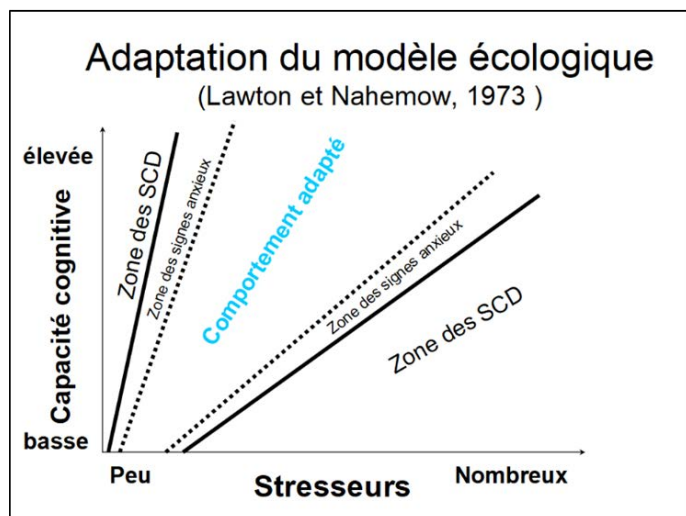 Adaptation du modèle écologique
(Lawton et Nahemow, 1973 )
élevée
Capacité cognitive
basse
Zone des SCD
Zone des signes anxieux
Comportement adapté
Zone des signes anxieux
Zone des SCD
Peu
Stresseurs
Nombreux